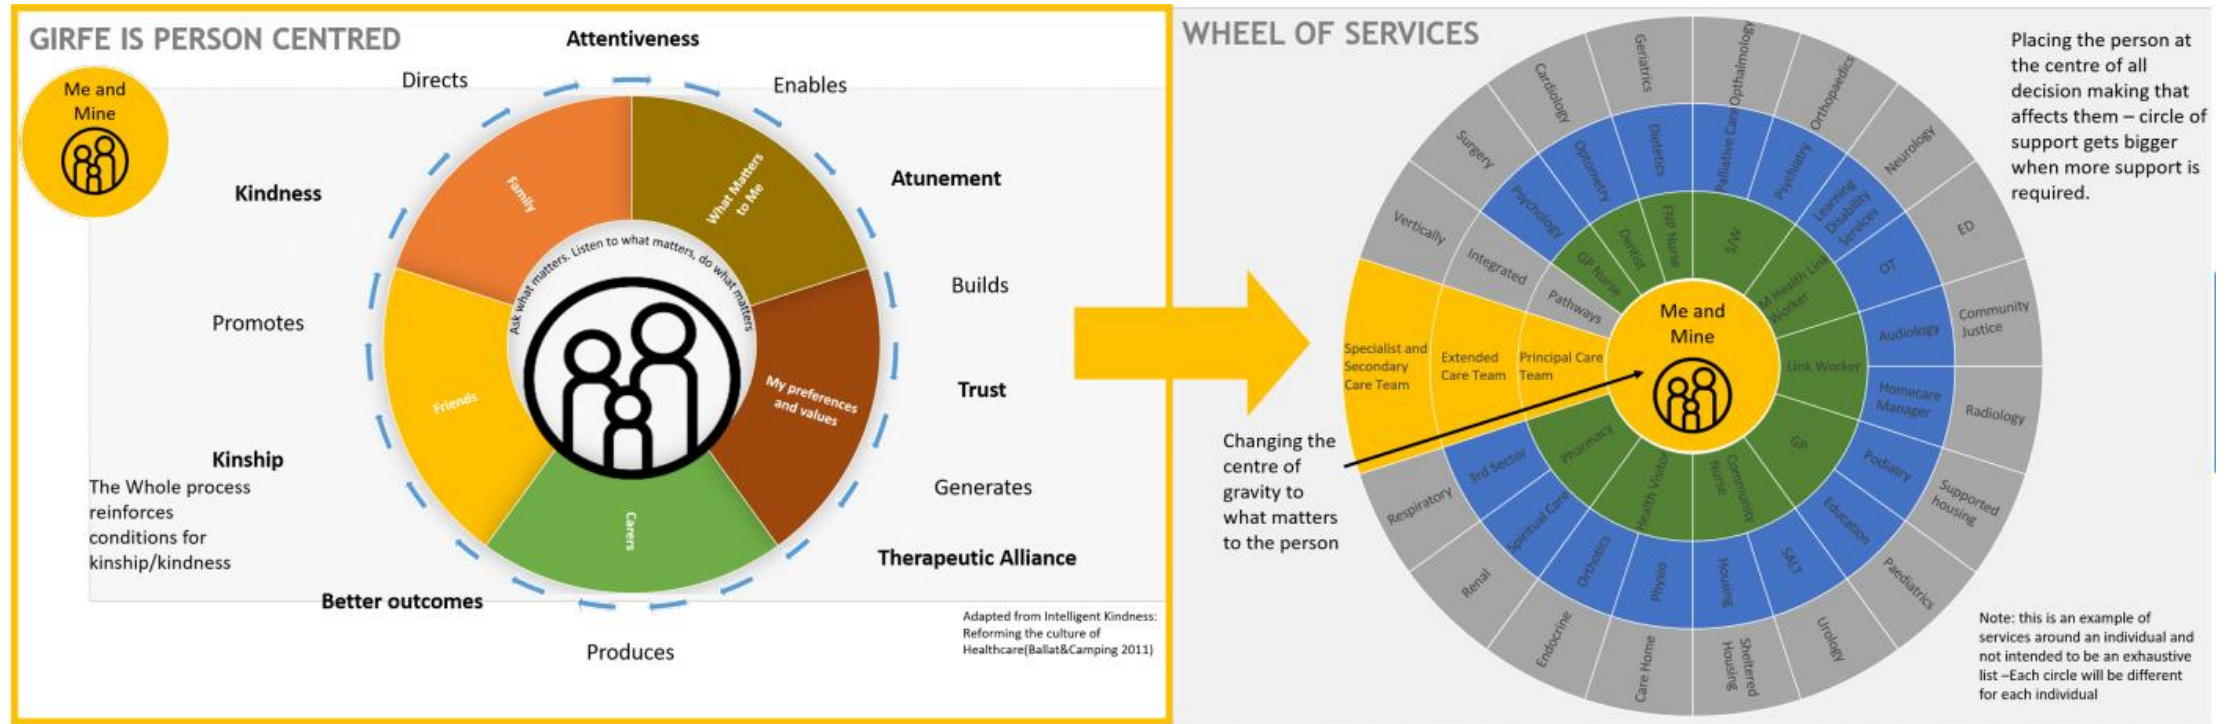 GIRFE IS PERSON CENTRED
Me and
Mine
Attentiveness
Directs
Enables
Kindness
Atunement
Promotes
Builds
Trust
Kinship
The Whole process
reinforces
conditions for
kinship/kindness
Generates
Therapeutic Alliance
Better outcomes
Produces
Family
What Matters
to Me
My preferences
and values
Carers
Friends
Ask what matters. Listen to what matters, do what matters
Adapted from Intelligent Kindness:
Reforming the culture of
Healthcare(Ballat&Camping 2011)
WHEEL OF SERVICES
Placing the person at
the centre of all
decision making that
affects them – circle of
support gets bigger
when more support is
required.
Changing the
centre of
gravity to
what matters
to the person
Me and
Mine
Specialist and
Secondary
Care Team
Extended
Care Team
Principal Care
Team
Vertically
Integrated
Pathways
Surgery
Cardiology
Geriatrics
Opthalmology
Orthopaedics
Neurology
ED
Community
Justice
Radiology
Supported
housing
Paediatrics
Urology
Sheltered
Housing
Care Home
Endocrine
Renal
Respiratory
Psychology
Optometry
Dietetics
Palliative Care
Psychiatry
Learning
Disability
Services
OT
Audiology
Homecare
Manager
Podiatry
Education
SALT
Housing
Physio
Orthotics
Spiritual Care
3rd Sector
GP Nurse
Dentist
FNP Nurse
S/W
M Health Link
Worker
Link Worker
GP
Community
Nurse
Health Visitor
Pharmacy
Note: this is an example of
services around an individual and
not intended to be an exhaustive
list –Each circle will be different
for each individual